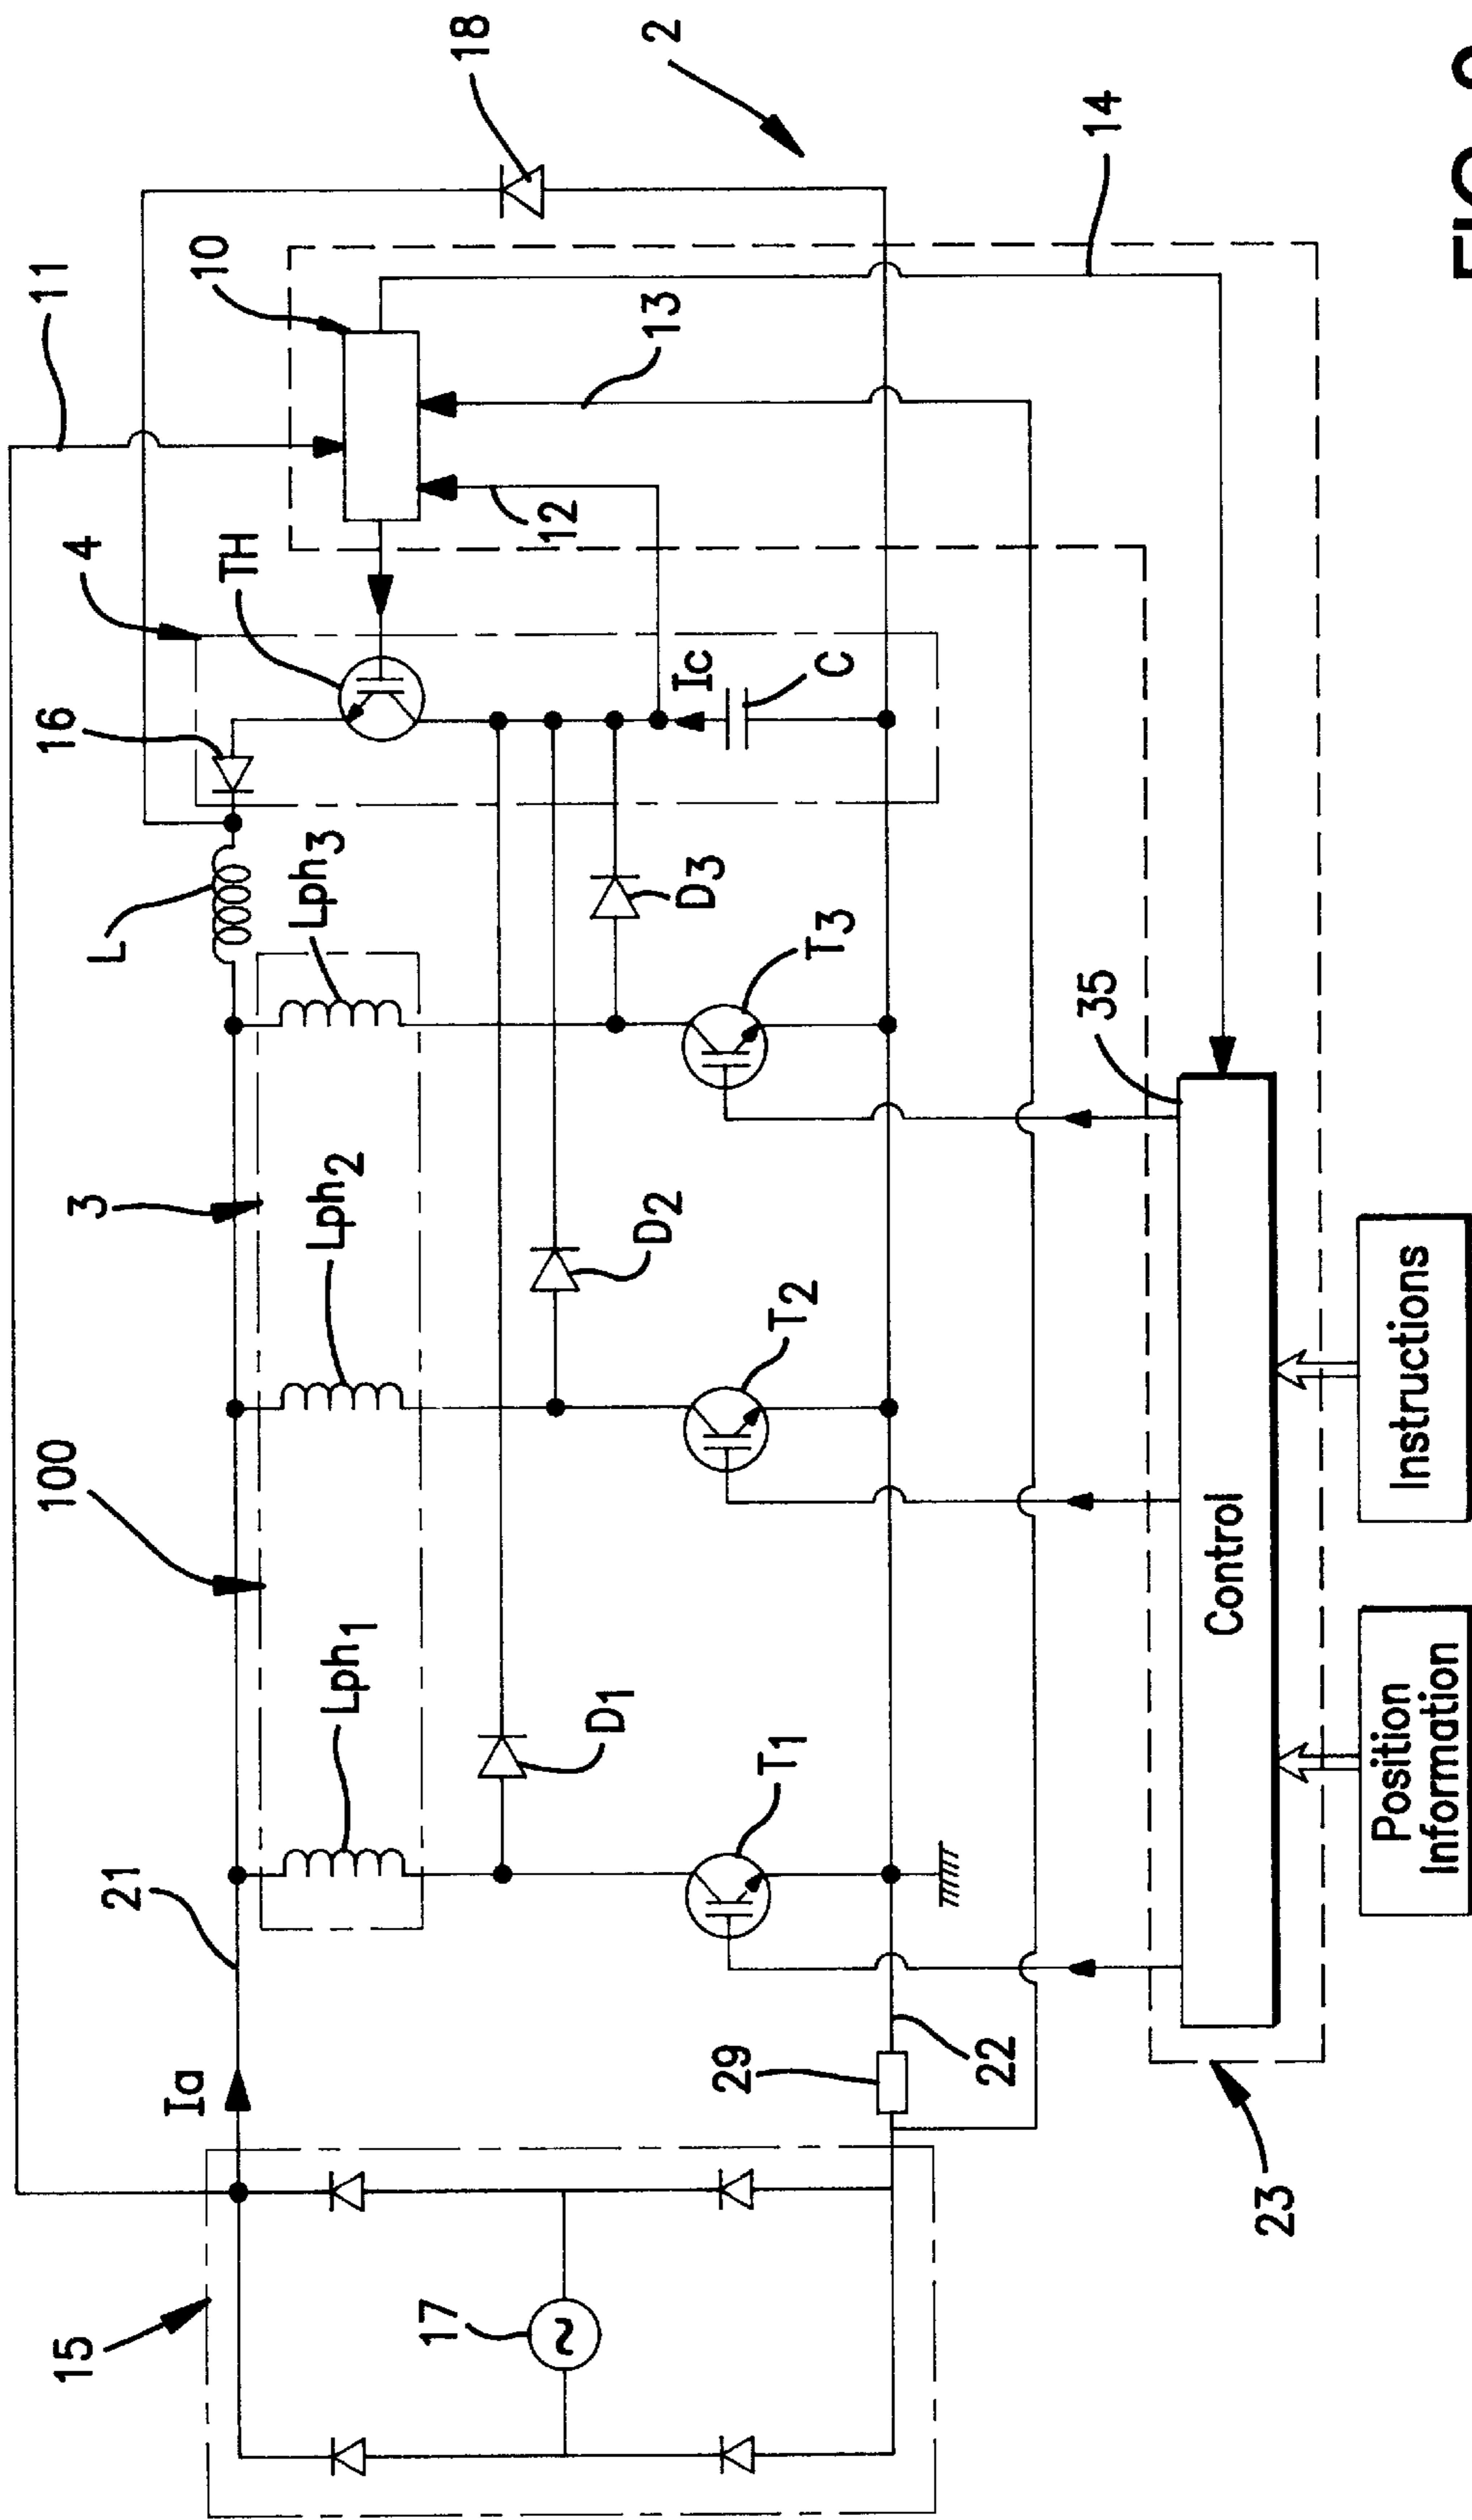 11
18
2
10
4
16
TH
13
12
14
L
Lph3
Ic
C
D3
T3
35
3
Lph2
D2
T2
100
Lph1
D1
T1
21
Ia
29
22
23
15
17
Control
Instructions
Position
Information